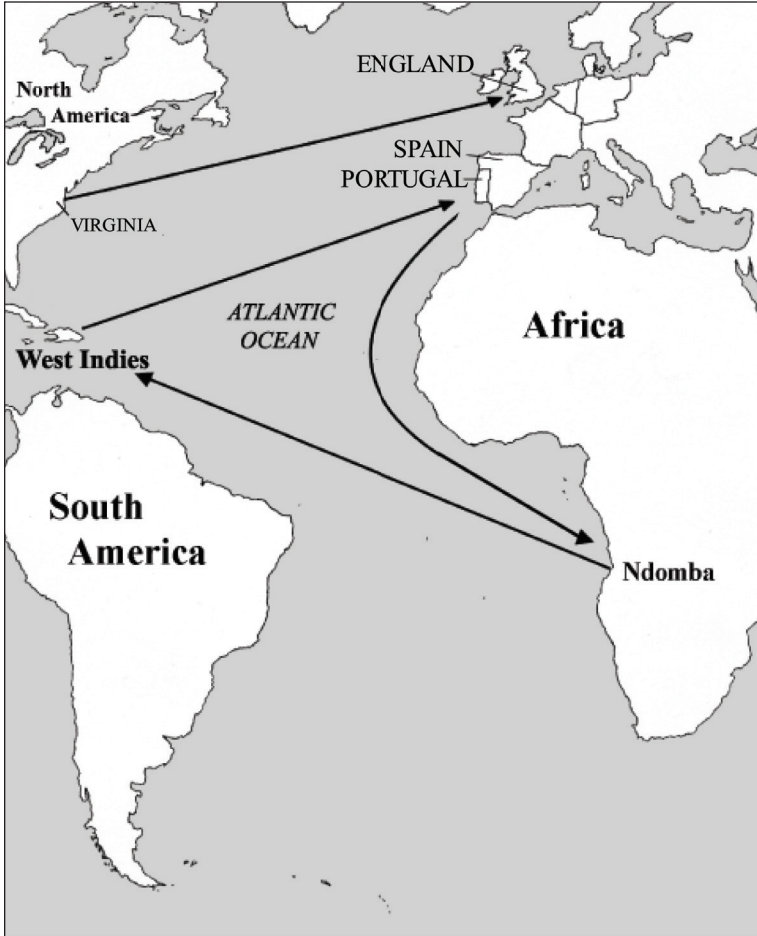 ENGLAND
North
America
SPAIN
PORTUGAL
VIRGINIA
ATLANTIC
OCEAN
Africa
West Indies
South
America
Ndomba